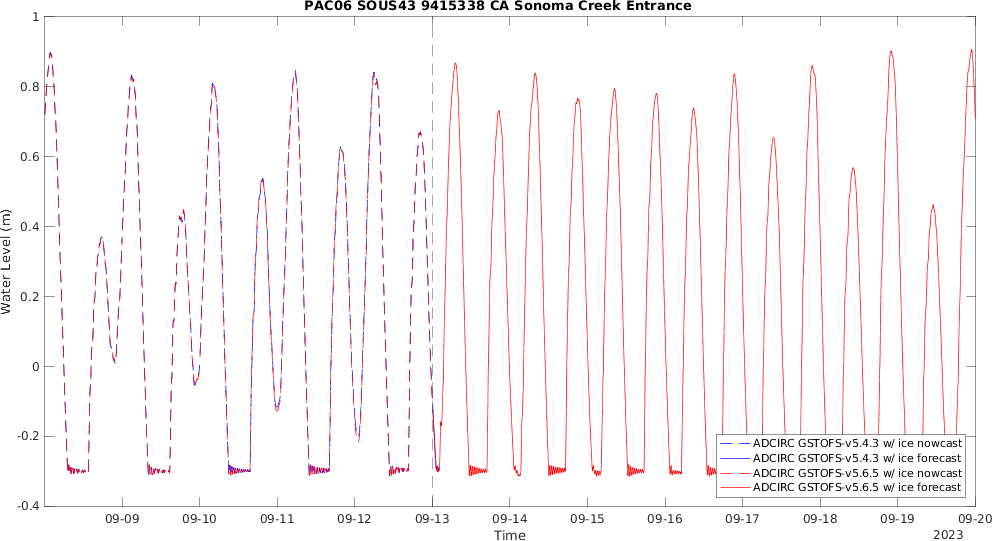 PAC06 SOUS43 9415338 CA Sonoma Creek Entrance
Water Level (m)
1
0.8
0.6
0.4
0.2
0
-0.2
-0.4
ADCIRC GSTOFS-v5.4.3 w/ ice nowcast
ADCIRC GSTOFS-v5.4.3 w/ ice forecast
ADCIRC GSTOFS-v5.6.5 w/ ice nowcast
ADCIRC GSTOFS-v5.6.5 w/ ice forecast
09-09 09-10 09-11 09-12 09-13 09-14 09-15 09-16 09-17 09-18 09-19 09-20
Time
2023